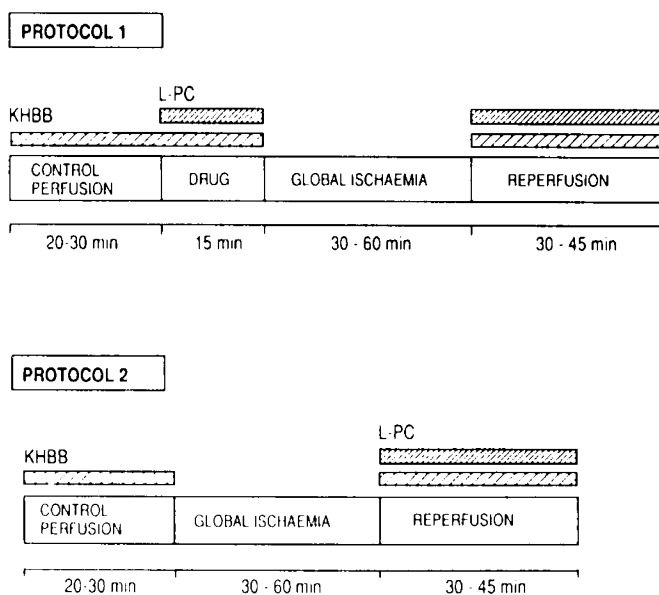 PROTOCOL 1
L-PC
KHBB
CONTROL PERFUSION DRUG GLOBAL ISCHAEMIA REPERFUSION
20-30 min 15 min 30 - 60 min 30 - 45 min
PROTOCOL 2
L-PC
KHBB
CONTROL PERFUSION GLOBAL ISCHAEMIA REPERFUSION
20-30 min 30 - 60 min 30 - 45 min